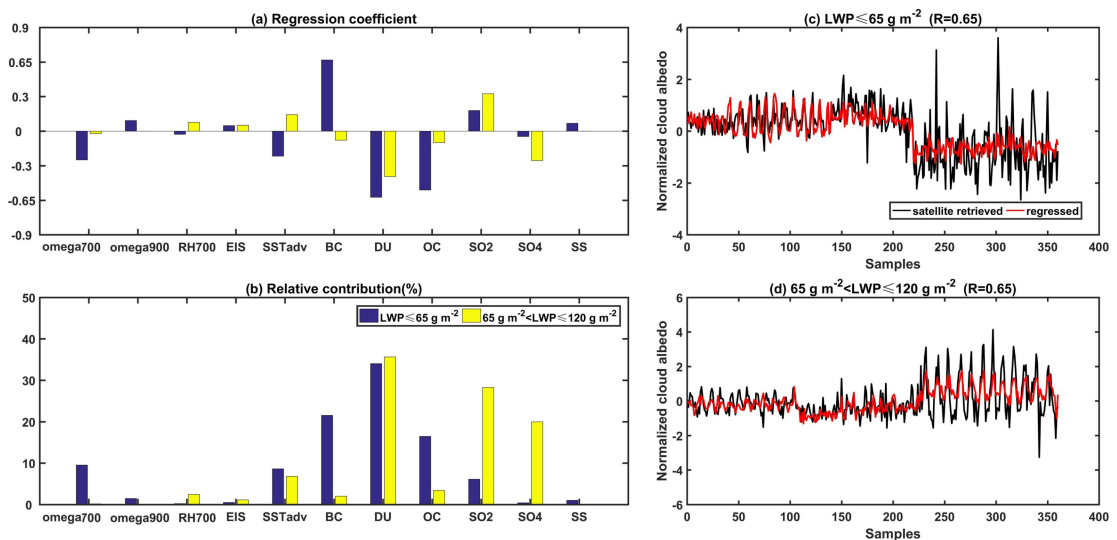 (a) Regression coefficient
0.9
0.65
0.3
0
-0.3
-0.65
-0.9
omega700 omega900 RH700 EIS SSTadv BC DU OC SO2 SO4 SS
(b) Relative contribution(%)
LWP≤65 g m-2 65 g m-2<LWP≤120 g m-2
50
40
30
20
10
0
omega700 omega900 RH700 EIS SSTadv BC DU OC SO2 SO4 SS
(c) LWP≤65 g m-2 (R=0.65)
Normalized cloud albedo
4
2
0
-2
-4
satellite retrieved regressed
0 50 100 150 200 250 300 350 400
Samples
(d) 65 g m-2<LWP≤120 g m-2 (R=0.65)
Normalized cloud albedo
6
4
2
0
-2
-4
-6
0 50 100 150 200 250 300 350 400
Samples